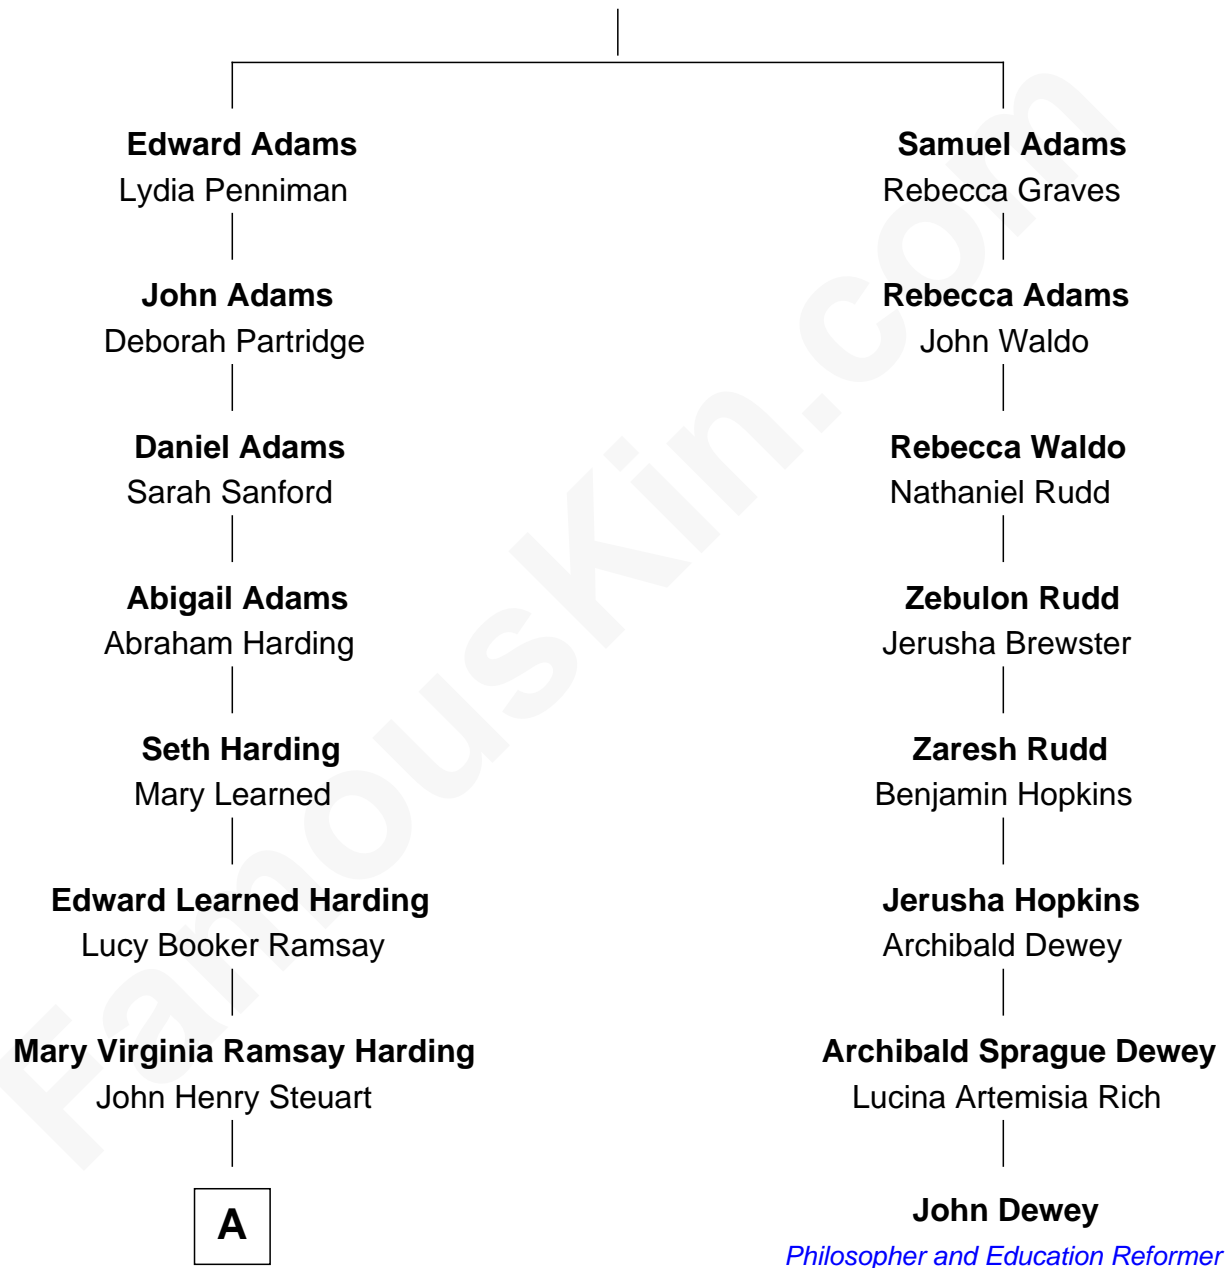 Edward Adams
Lydia Penniman
John Adams
Deborah Partridge
Daniel Adams
Sarah Sanford
Abigail Adams
Abraham Harding
Seth Harding
Mary Learned
Edward Learned Harding
Lucy Booker Ramsay
Mary Virginia Ramsay Harding
John Henry Steuart
A
Samuel Adams
Rebecca Graves
Rebecca Adams
John Waldo
Rebecca Waldo
Nathaniel Rudd
Zebulon Rudd
Jerusha Brewster
Zaresh Rudd
Benjamin Hopkins
Jerusha Hopkins
Archibald Dewey
Archibald Sprague Dewey
Lucina Artemisia Rich
John Dewey
Philosopher and Education Reformer
FamousKin.com